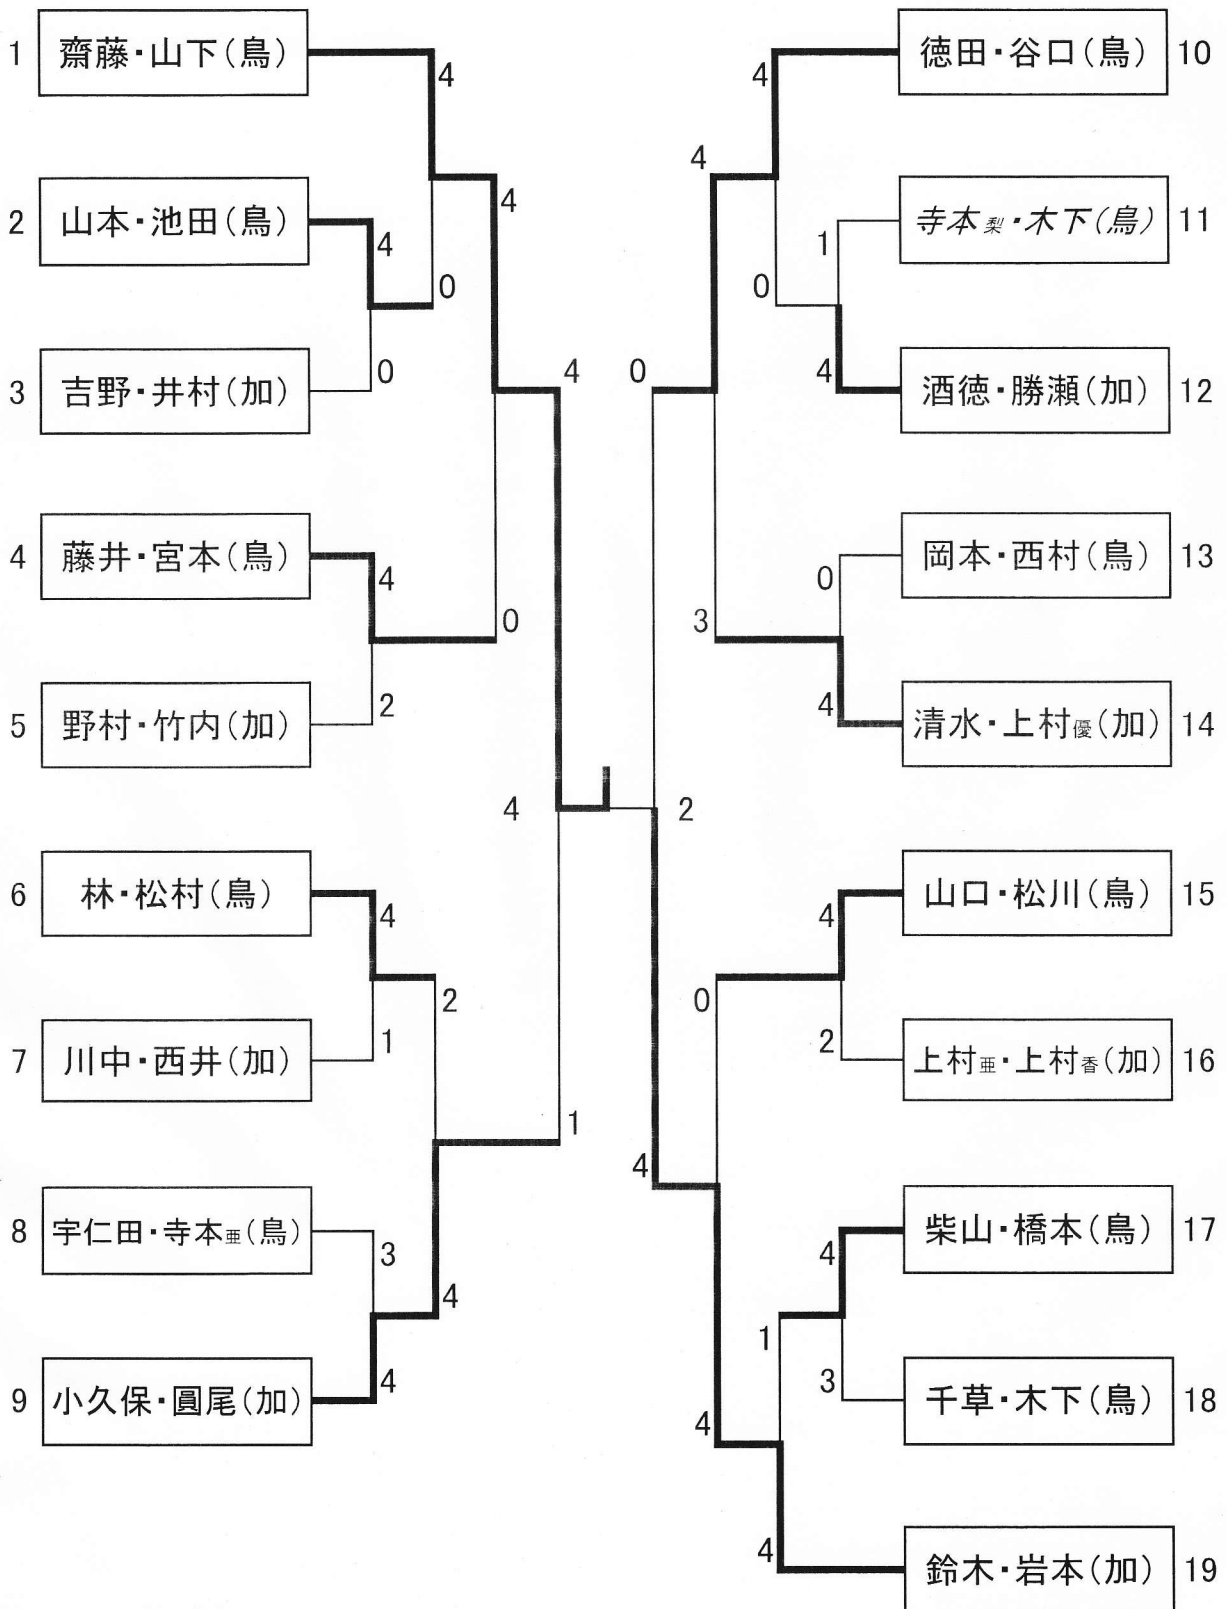 1 齋藤・山下(鳥)
4
2 山本・池田(鳥)
4
0
3 吉野・井村(加)
0
4
4 藤井・宮本(鳥)
4
0
5 野村・竹内(加)
2
4
6 林・松村(鳥)
4
2
7 川中・西井(加)
1
8 宇仁田・寺本亜(鳥)
3
4
9 小久保・圓尾(加)
4
1
4
徳田・谷口(鳥) 10
4
4
寺本梨・木下(鳥) 11
1
0
酒徳・勝瀬(加) 12
4
0
岡本・西村(鳥) 13
0
3
清水・上村優(加) 14
4
2
山口・松川(鳥) 15
4
0
上村亜・上村香(加) 16
2
4
柴山・橋本(鳥) 17
4
1
千草・木下(鳥) 18
3
4
鈴木・岩本(加) 19
4